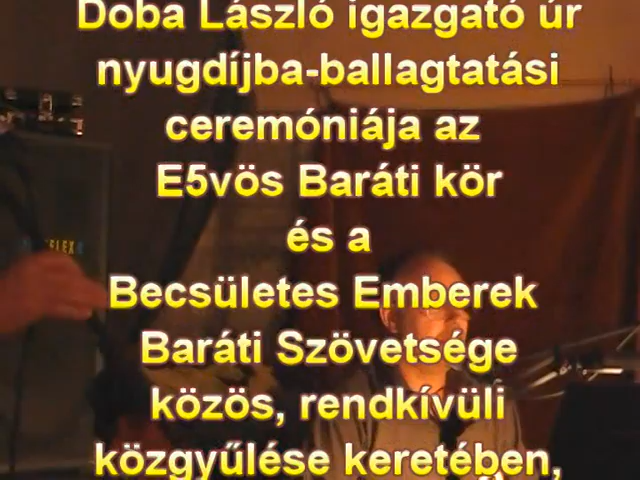 Doba László igazgató úr
nyugdíjba-ballagtatási
ceremóniája az
E5vös Baráti kör
és a
Becsületes Emberek
Baráti Szövetsége
közös, rendkívüli
közgyűlése keretében,